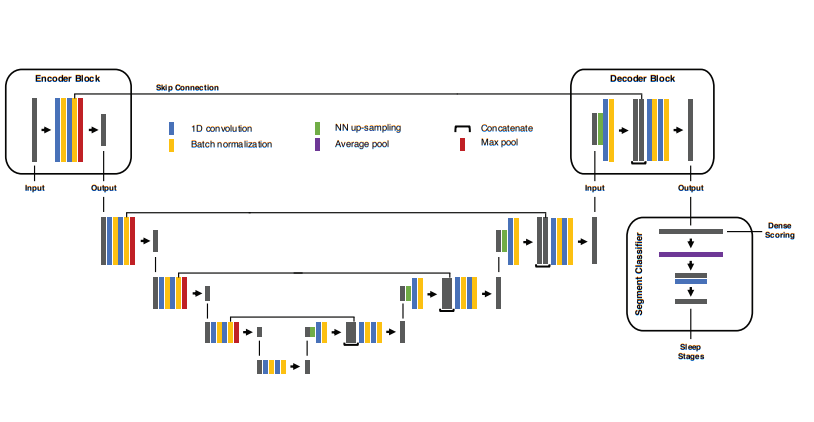 Encoder Block
Decoder Block
Skip Connection
1D convolution
NN up-sampling
Concatenate
Batch normalization
Average pool
Max pool
Input
Output
Input
Output
Dense
Scoring
Segment Classifier
Sleep
Stages